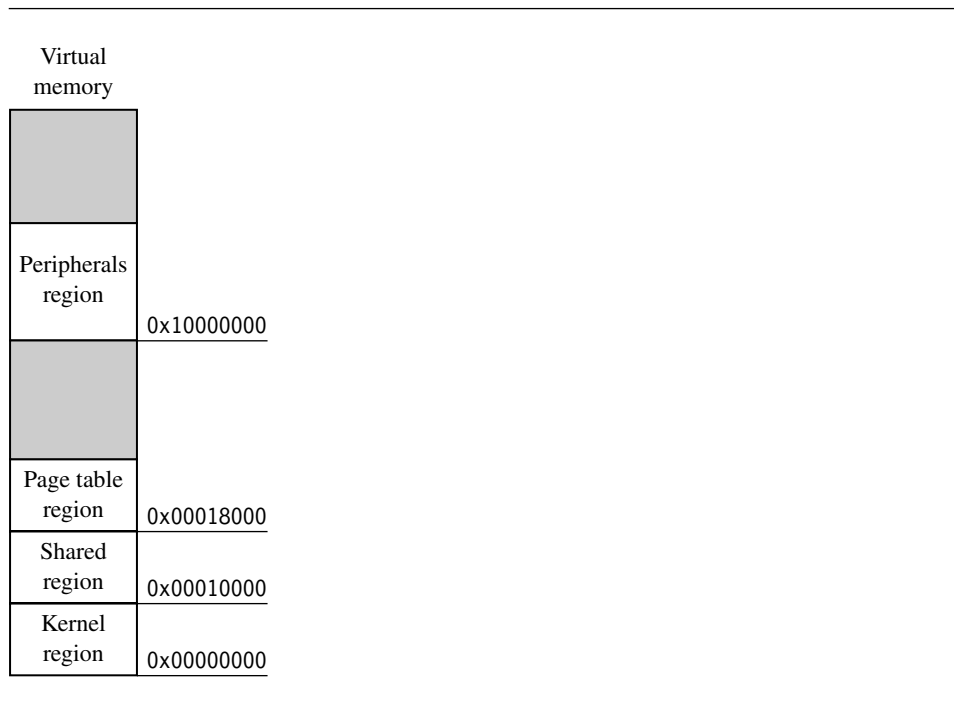 Virtual
memory
Peripherals
region
0x10000000
Page table
region
0x00018000
Shared
region
0x00010000
Kernel
region
0x00000000